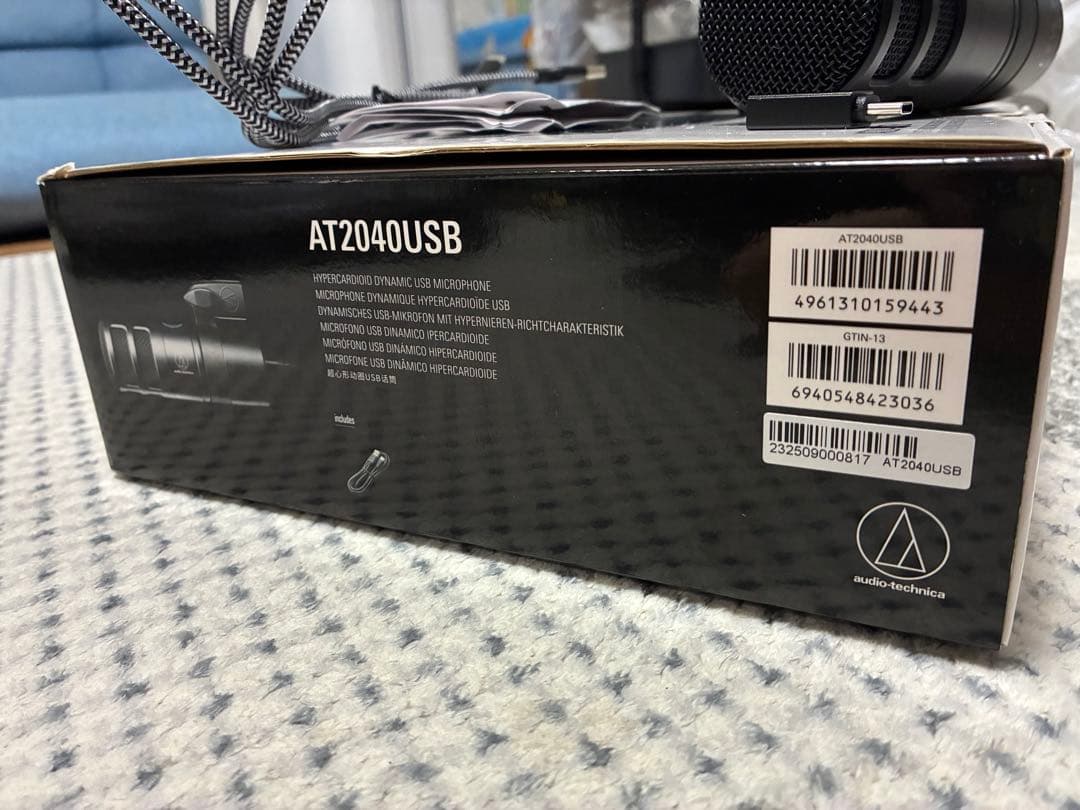 AT2040USB
HYPERCARDIOID DYNAMIC USB MICROPHONE
MICROPHONE DYNAMIQUE HYPERCARDIOÏDE USB
DYNAMISCHES USB-MIKROFON MIT HYPERNIEREN-RICHTCHARAKTERISTIK
MICROFONO USB DINAMICO IPERCARDIOIDE
MICRÓFONO USB DINÁMICO HIPERCARDIOIDE
MICROFONE USB DINÂMICO HIPERCARDIOIDE
超心形动圈USB话筒
includes
AT2040USB
4961310159443
GTIN-13
6940548423036
232509000817 AT2040USB
audio-technica
audio-technica